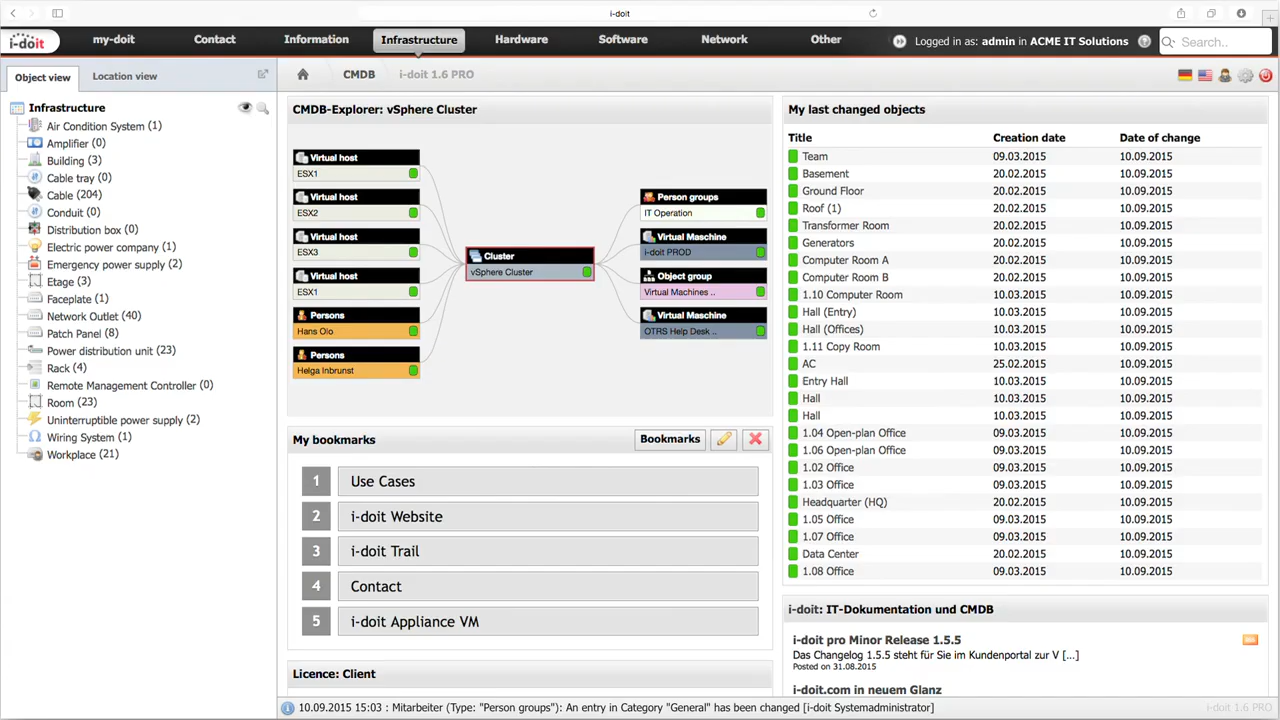 i-doit
i-doit
my-doit
Contact
Information
Infrastructure
Hardware
Software
Network
Other
Logged in as: admin in ACME IT Solutions
Search..
Object view
Location view
CMDB
i-doit 1.6 PRO
Infrastructure
Air Condition System (1)
Amplifier (0)
Building (3)
Cable tray (0)
Cable (204)
Conduit (0)
Distribution box (0)
Electric power company (1)
Emergency power supply (2)
Etage (3)
Faceplate (1)
Network Outlet (40)
Patch Panel (8)
Power distribution unit (23)
Rack (4)
Remote Management Controller (0)
Room (23)
Uninterruptible power supply (2)
Wiring System (1)
Workplace (21)
CMDB-Explorer: vSphere Cluster
Virtual host
ESX1
Virtual host
ESX2
Virtual host
ESX3
Virtual host
ESX1
Persons
Hans Olo
Persons
Helga Inbrunst
Cluster
vSphere Cluster
Person groups
IT Operation
Virtual Maschine
i-doit PROD
Object group
Virtual Machines ..
Virtual Maschine
OTRS Help Desk ..
My bookmarks
Bookmarks
1 Use Cases
2 i-doit Website
3 i-doit Trail
4 Contact
5 i-doit Appliance VM
Licence: Client
My last changed objects
Title Creation date Date of change
Team 09.03.2015 10.09.2015
Basement 20.02.2015 10.09.2015
Ground Floor 20.02.2015 10.09.2015
Roof (1) 20.02.2015 10.09.2015
Transformer Room 20.02.2015 10.09.2015
Generators 20.02.2015 10.09.2015
Computer Room A 20.02.2015 10.09.2015
Computer Room B 20.02.2015 10.09.2015
1.10 Computer Room 10.03.2015 10.09.2015
Hall (Entry) 10.03.2015 10.09.2015
Hall (Offices) 10.03.2015 10.09.2015
1.11 Copy Room 10.03.2015 10.09.2015
AC 25.02.2015 10.09.2015
Entry Hall 10.03.2015 10.09.2015
Hall 10.03.2015 10.09.2015
Hall 10.03.2015 10.09.2015
1.04 Open-plan Office 09.03.2015 10.09.2015
1.06 Open-plan Office 09.03.2015 10.09.2015
1.02 Office 09.03.2015 10.09.2015
1.03 Office 09.03.2015 10.09.2015
Headquarter (HQ) 20.02.2015 10.09.2015
1.05 Office 09.03.2015 10.09.2015
1.07 Office 09.03.2015 10.09.2015
Data Center 20.02.2015 10.09.2015
1.08 Office 09.03.2015 10.09.2015
i-doit: IT-Dokumentation und CMDB
i-doit pro Minor Release 1.5.5
Das Changelog 1.5.5 steht für Sie im Kundenportal zur V [...]
Posted on 31.08.2015
i-doit.com in neuem Glanz
10.09.2015 15:03 : Mitarbeiter (Type: "Person groups"): An entry in Category "General" has been changed [i-doit Systemadministrator]
i-doit 1.6 PRO